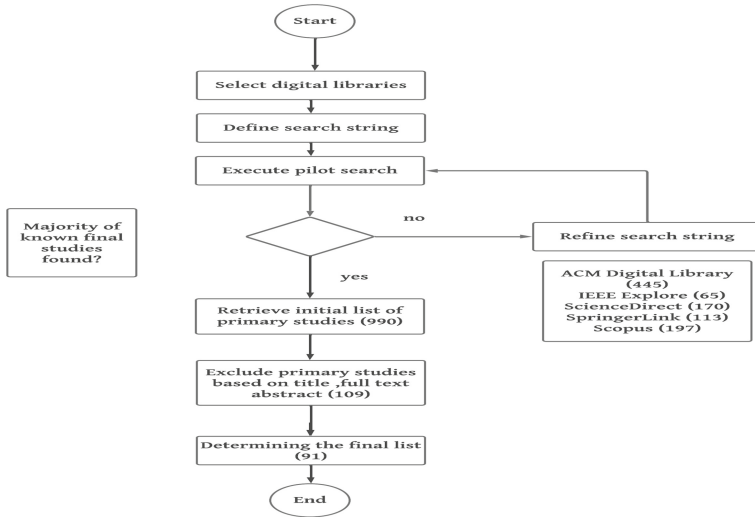 Start
Select digital libraries
Define search string
Execute pilot search
Majority of
known final
studies
found?
no
Refine search string
yes
ACM Digital Library
(445)
IEEE Explore (65)
ScienceDirect (170)
SpringerLink (113)
Scopus (197)
Retrieve initial list of
primary studies (990)
Exclude primary studies
based on title ,full text
abstract (109)
Determining the final list
(91)
End